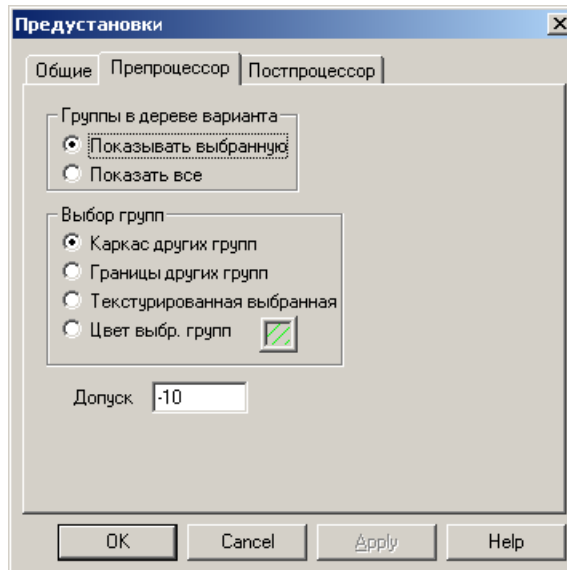 Предустановки
Общие Препроцессор Постпроцессор
Группы в дереве варианта
Показывать выбранную
Показать все
Выбор групп
Каркас других групп
Границы других групп
Текстурированная выбранная
Цвет выбр. групп
Допуск -10
OK Cancel Apply Help